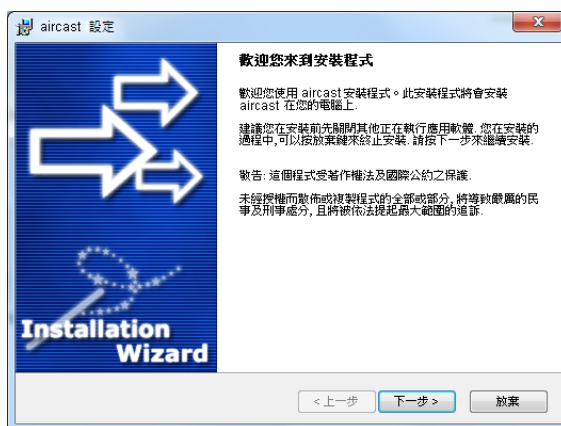 aircast 設定
歡迎您來到安裝程式
歡迎您使用 aircast 安裝程式。此安裝程式將會安裝
aircast 在您的電腦上.
建議您在安裝前先關閉其他正在執行應用軟體. 您在安裝的
過程中,可以按放棄鍵來終止安裝. 請按下一步來繼續安裝.
敬告: 這個程式受著作權法及國際公約之保護.
未經授權而散佈或複製程式的全部或部分, 將導致嚴厲的民
事及刑事處分, 且將被依法提起最大範圍的追訴.
Installation
Wizard
<上一步
下一步 >
放棄